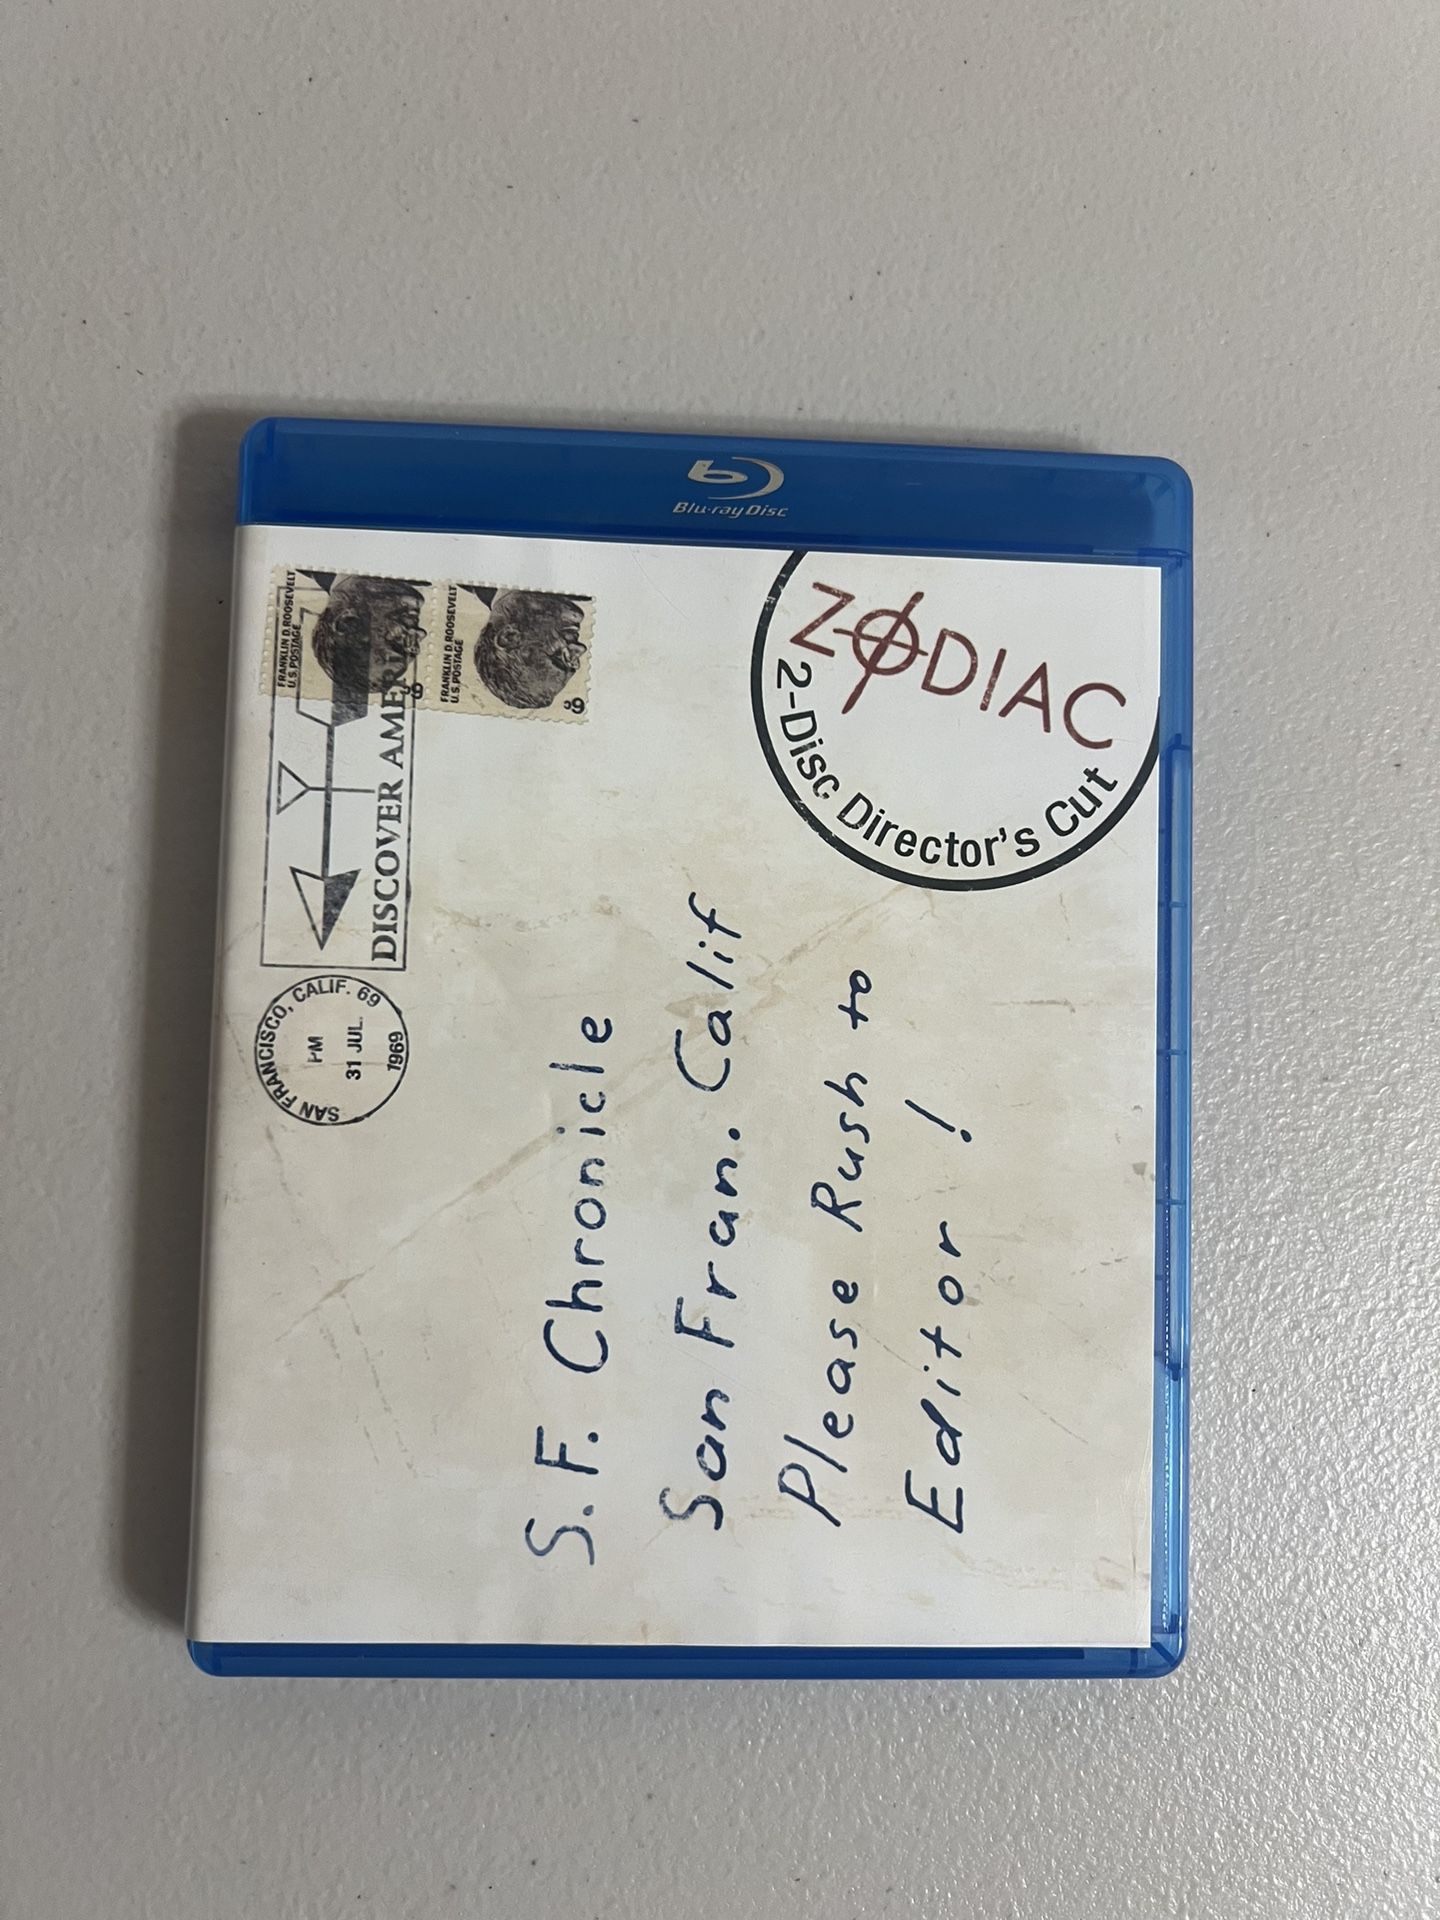 Blu-ray Disc
FRANKLIN D. ROOSEVELT
U.S. POSTAGE
6¢
FRANKLIN D. ROOSEVELT
U.S. POSTAGE
6¢
DISCOVER AMERICA
SAN FRANCISCO, CALIF. 69
PM
31 JUL.
1969
ZODIAC
2-Disc Director's Cut
S.F. Chronicle
San Fran. Calif
Please Rush to
Editor !